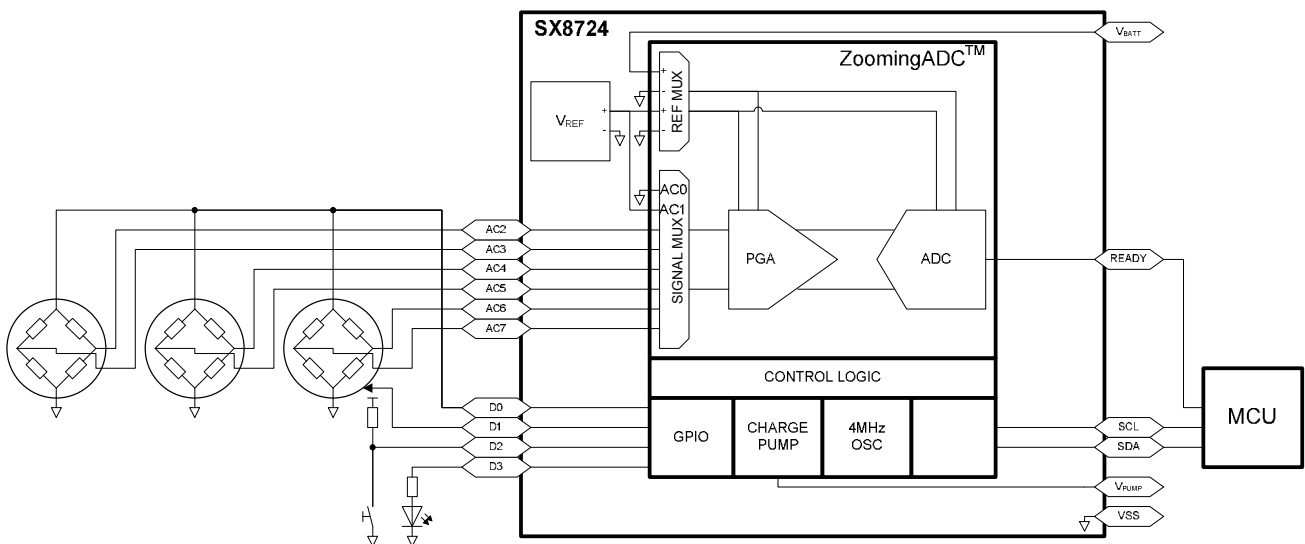 SX8724
VBATT
ZoomingADC™
REF MUX
+
-
+
-
VREF
+
-
AC0
AC1
SIGNAL MUX
PGA
ADC
AC2
AC3
AC4
AC5
AC6
AC7
READY
CONTROL LOGIC
D0
D1
D2
D3
GPIO
CHARGE
PUMP
4MHz
OSC
SCL
SDA
MCU
VPUMP
VSS